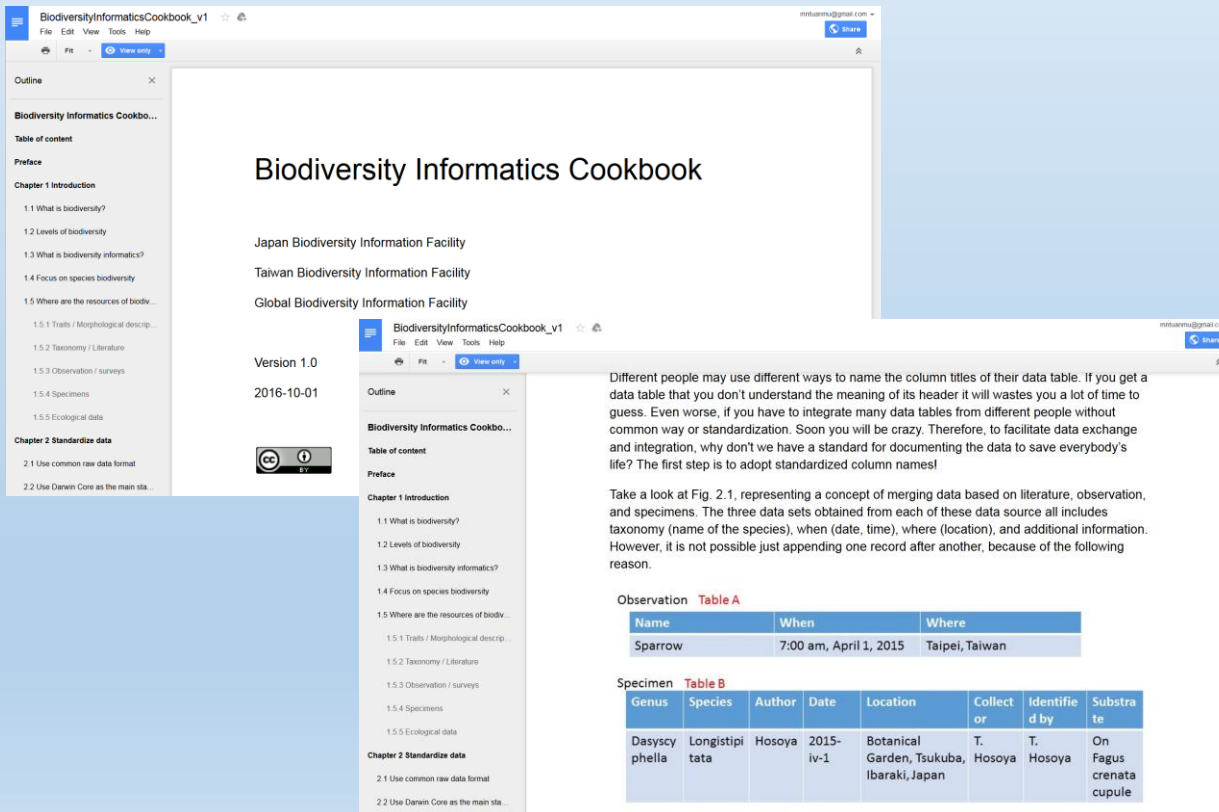 BiodiversityInformaticsCookbook_v1
mntuanmu@gmail.com
File Edit View Tools Help
Share
Fit
View only
Outline
Biodiversity Informatics Cookbo...
Table of content
Preface
Chapter 1 Introduction
1.1 What is biodiversity?
1.2 Levels of biodiversity
1.3 What is biodiversity informatics?
1.4 Focus on species biodiversity
1.5 Where are the resources of biodiv...
1.5.1 Traits / Morphological descrip...
1.5.2 Taxonomy / Literature
1.5.3 Observation / surveys
1.5.4 Specimens
1.5.5 Ecological data
Chapter 2 Standardize data
2.1 Use common raw data format
2.2 Use Darwin Core as the main sta...
Biodiversity Informatics Cookbook
Japan Biodiversity Information Facility
Taiwan Biodiversity Information Facility
Global Biodiversity Information Facility
Version 1.0
2016-10-01
cc
BY
BiodiversityInformaticsCookbook_v1
mntuanmu@gmail.c
File Edit View Tools Help
Share
Fit
View only
Outline
Biodiversity Informatics Cookbo...
Table of content
Preface
Chapter 1 Introduction
1.1 What is biodiversity?
1.2 Levels of biodiversity
1.3 What is biodiversity informatics?
1.4 Focus on species biodiversity
1.5 Where are the resources of biodiv...
1.5.1 Traits / Morphological descrip...
1.5.2 Taxonomy / Literature
1.5.3 Observation / surveys
1.5.4 Specimens
1.5.5 Ecological data
Chapter 2 Standardize data
2.1 Use common raw data format
2.2 Use Darwin Core as the main sta...
Different people may use different ways to name the column titles of their data table. If you get a
data table that you don't understand the meaning of its header it will wastes you a lot of time to
guess. Even worse, if you have to integrate many data tables from different people without
common way or standardization. Soon you will be crazy. Therefore, to facilitate data exchange
and integration, why don't we have a standard for documenting the data to save everybody's
life? The first step is to adopt standardized column names!
Take a look at Fig. 2.1, representing a concept of merging data based on literature, observation,
and specimens. The three data sets obtained from each of these data source all includes
taxonomy (name of the species), when (date, time), where (location), and additional information.
However, it is not possible just appending one record after another, because of the following
reason.
Observation Table A
Name When Where
Sparrow 7:00 am, April 1, 2015 Taipei, Taiwan
Specimen Table B
Genus Species Author Date Location Collect Identifie Substra
or d by te
Dasyscy Longistipi Hosoya 2015- Botanical T. T. On
phella tata iv-1 Garden, Tsukuba, Hosoya Hosoya Fagus
Ibaraki, Japan crenata
cupule